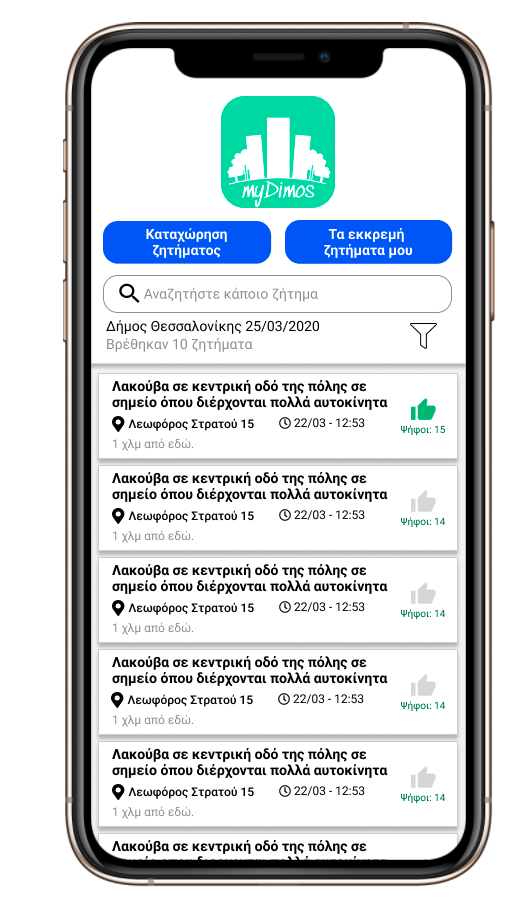 myDimos
Καταχώρηση
ζητήματος
Τα εκκρεμή
ζητήματα μου
Αναζητήστε κάποιο ζήτημα
Δήμος Θεσσαλονίκης 25/03/2020
Βρέθηκαν 10 ζητήματα
Λακούβα σε κεντρική οδό της πόλης σε
σημείο όπου διέρχονται πολλά αυτοκίνητα
Λεωφόρος Στρατού 15 22/03 - 12:53
Ψήφοι: 15
1 χλμ από εδώ.
Λακούβα σε κεντρική οδό της πόλης σε
σημείο όπου διέρχονται πολλά αυτοκίνητα
Λεωφόρος Στρατού 15 22/03 - 12:53
Ψήφοι: 14
1 χλμ από εδώ.
Λακούβα σε κεντρική οδό της πόλης σε
σημείο όπου διέρχονται πολλά αυτοκίνητα
Λεωφόρος Στρατού 15 22/03 - 12:53
Ψήφοι: 14
1 χλμ από εδώ.
Λακούβα σε κεντρική οδό της πόλης σε
σημείο όπου διέρχονται πολλά αυτοκίνητα
Λεωφόρος Στρατού 15 22/03 - 12:53
Ψήφοι: 14
1 χλμ από εδώ.
Λακούβα σε κεντρική οδό της πόλης σε
σημείο όπου διέρχονται πολλά αυτοκίνητα
Λεωφόρος Στρατού 15 22/03 - 12:53
Ψήφοι: 14
1 χλμ από εδώ.
Λακούβα σε κεντρική οδό της πόλης σε